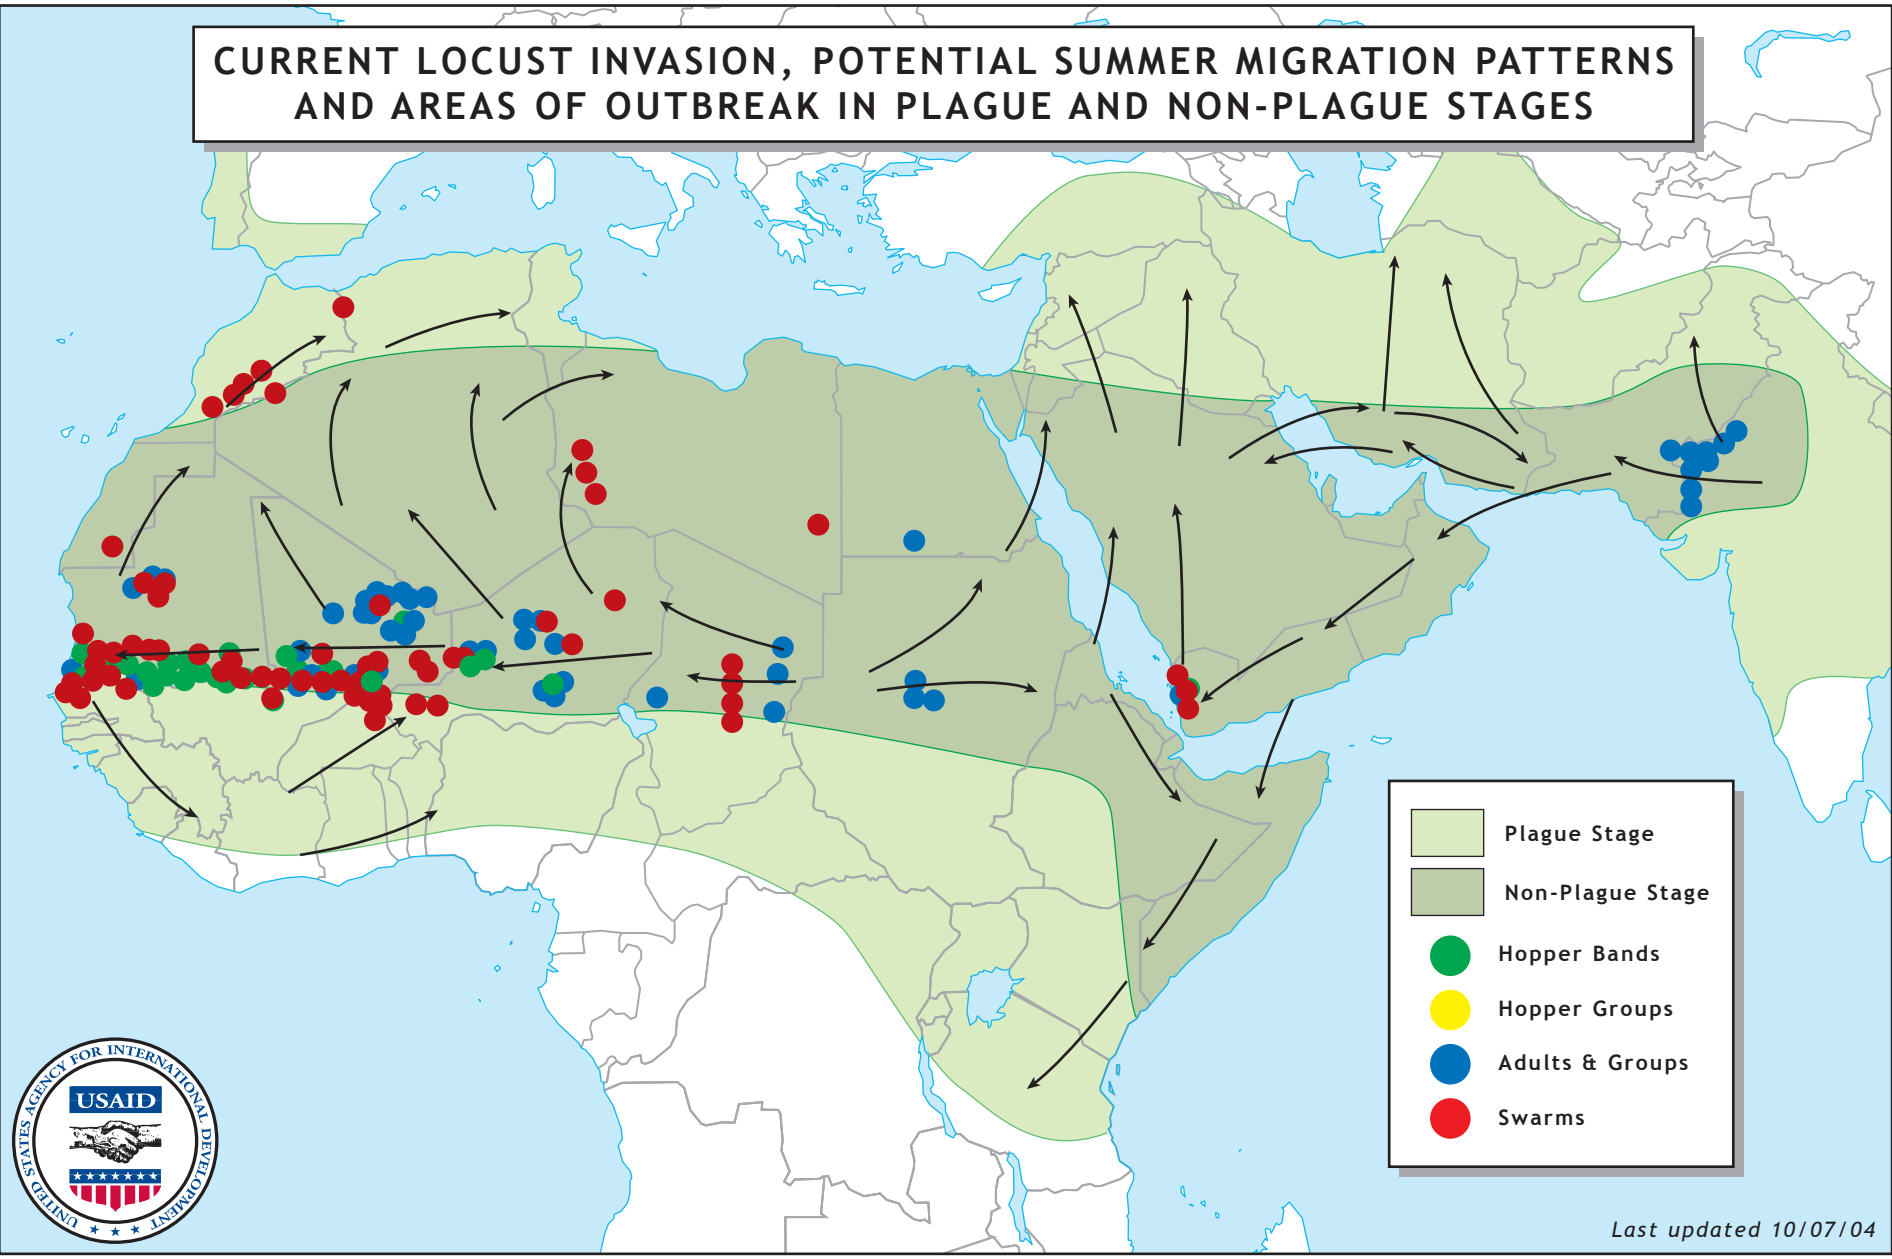 CURRENT LOCUST INVASION, POTENTIAL SUMMER MIGRATION PATTERNS
AND AREAS OF OUTBREAK IN PLAGUE AND NON-PLAGUE STAGES
Plague Stage
Non-Plague Stage
Hopper Bands
Hopper Groups
Adults & Groups
Swarms
UNITED STATES AGENCY FOR INTERNATIONAL DEVELOPMENT
USAID
Last updated 10/07/04